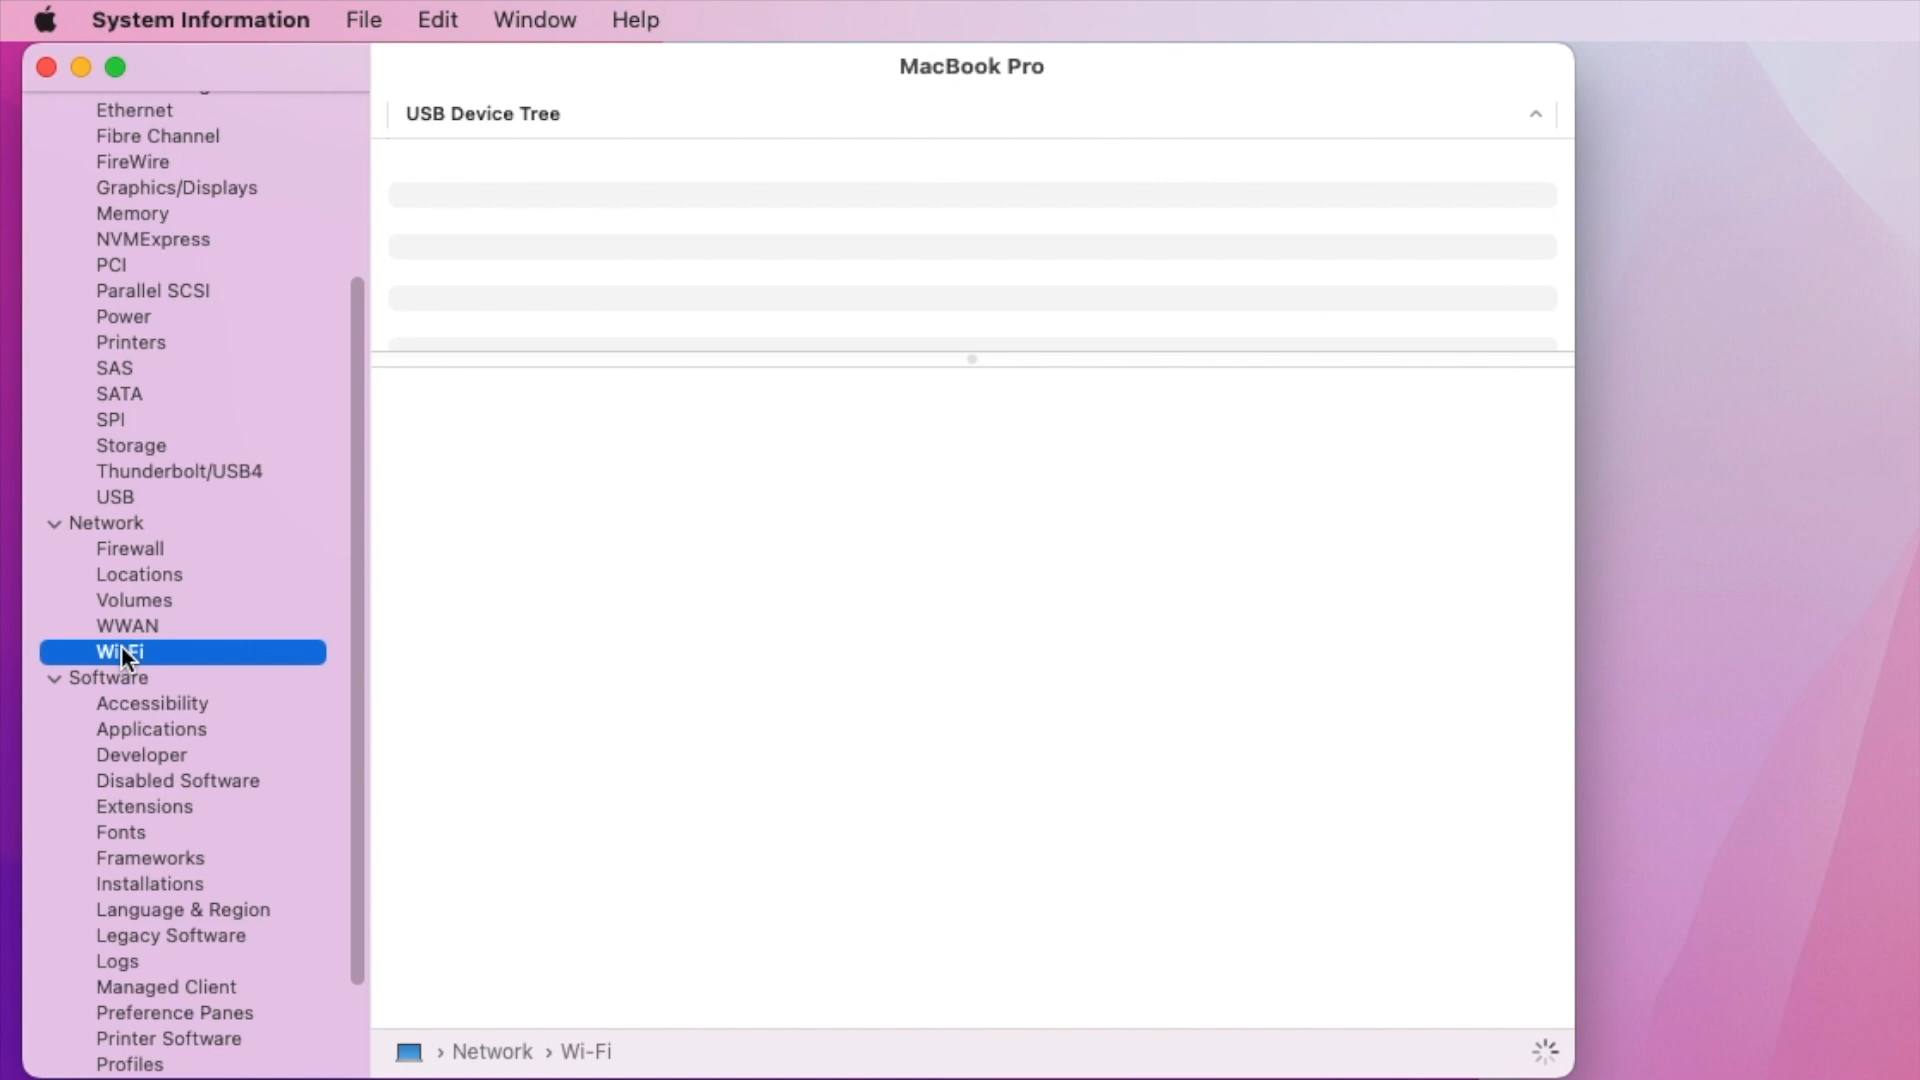 System Information File Edit Window Help
MacBook Pro
USB Device Tree
Ethernet
Fibre Channel
FireWire
Graphics/Displays
Memory
NVMExpress
PCI
Parallel SCSI
Power
Printers
SAS
SATA
SPI
Storage
Thunderbolt/USB4
USB
Network
Firewall
Locations
Volumes
WWAN
Wi-Fi
Software
Accessibility
Applications
Developer
Disabled Software
Extensions
Fonts
Frameworks
Installations
Language & Region
Legacy Software
Logs
Managed Client
Preference Panes
Printer Software
Profiles
› Network › Wi-Fi